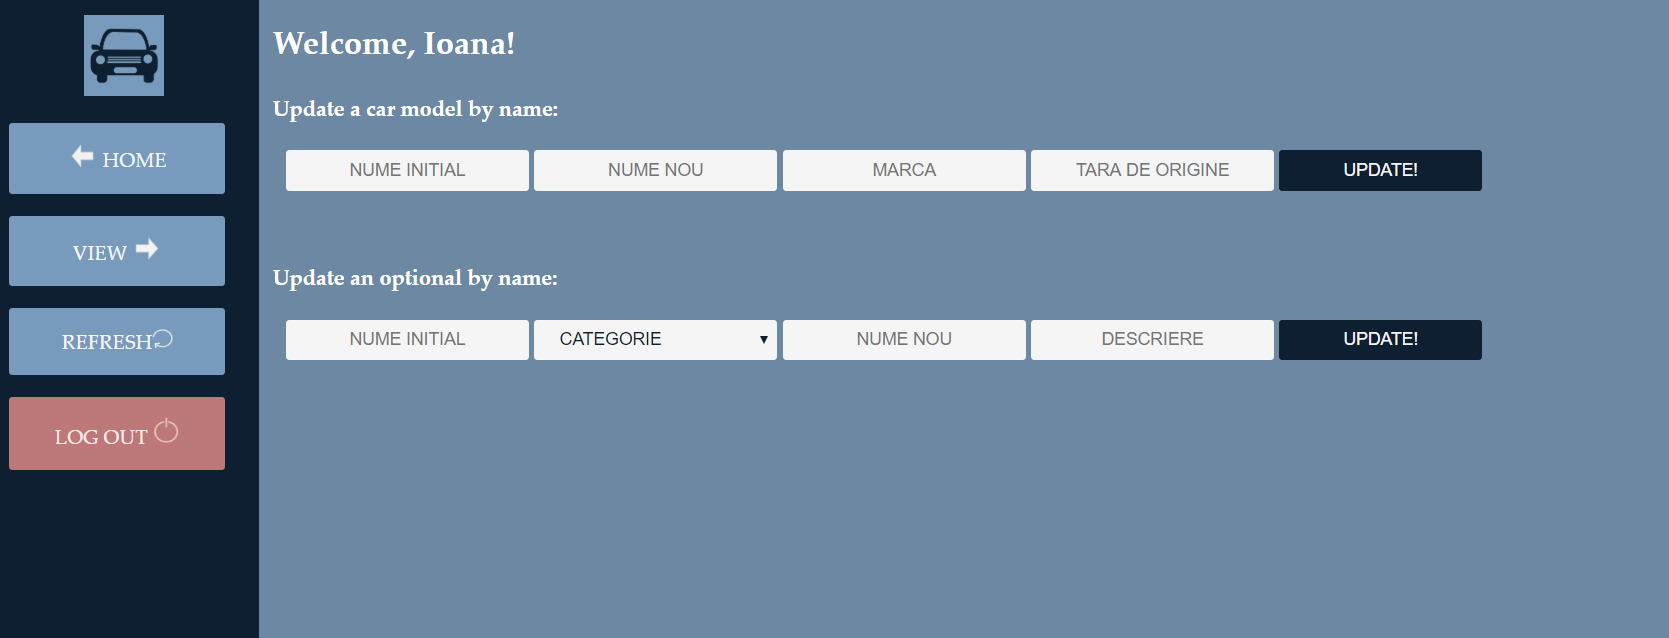 Welcome, Ioana!
HOME
VIEW
REFRESH
LOG OUT
Update a car model by name:
NUME INITIAL NUME NOU MARCA TARA DE ORIGINE UPDATE!
Update an optional by name:
NUME INITIAL CATEGORIE NUME NOU DESCRIERE UPDATE!